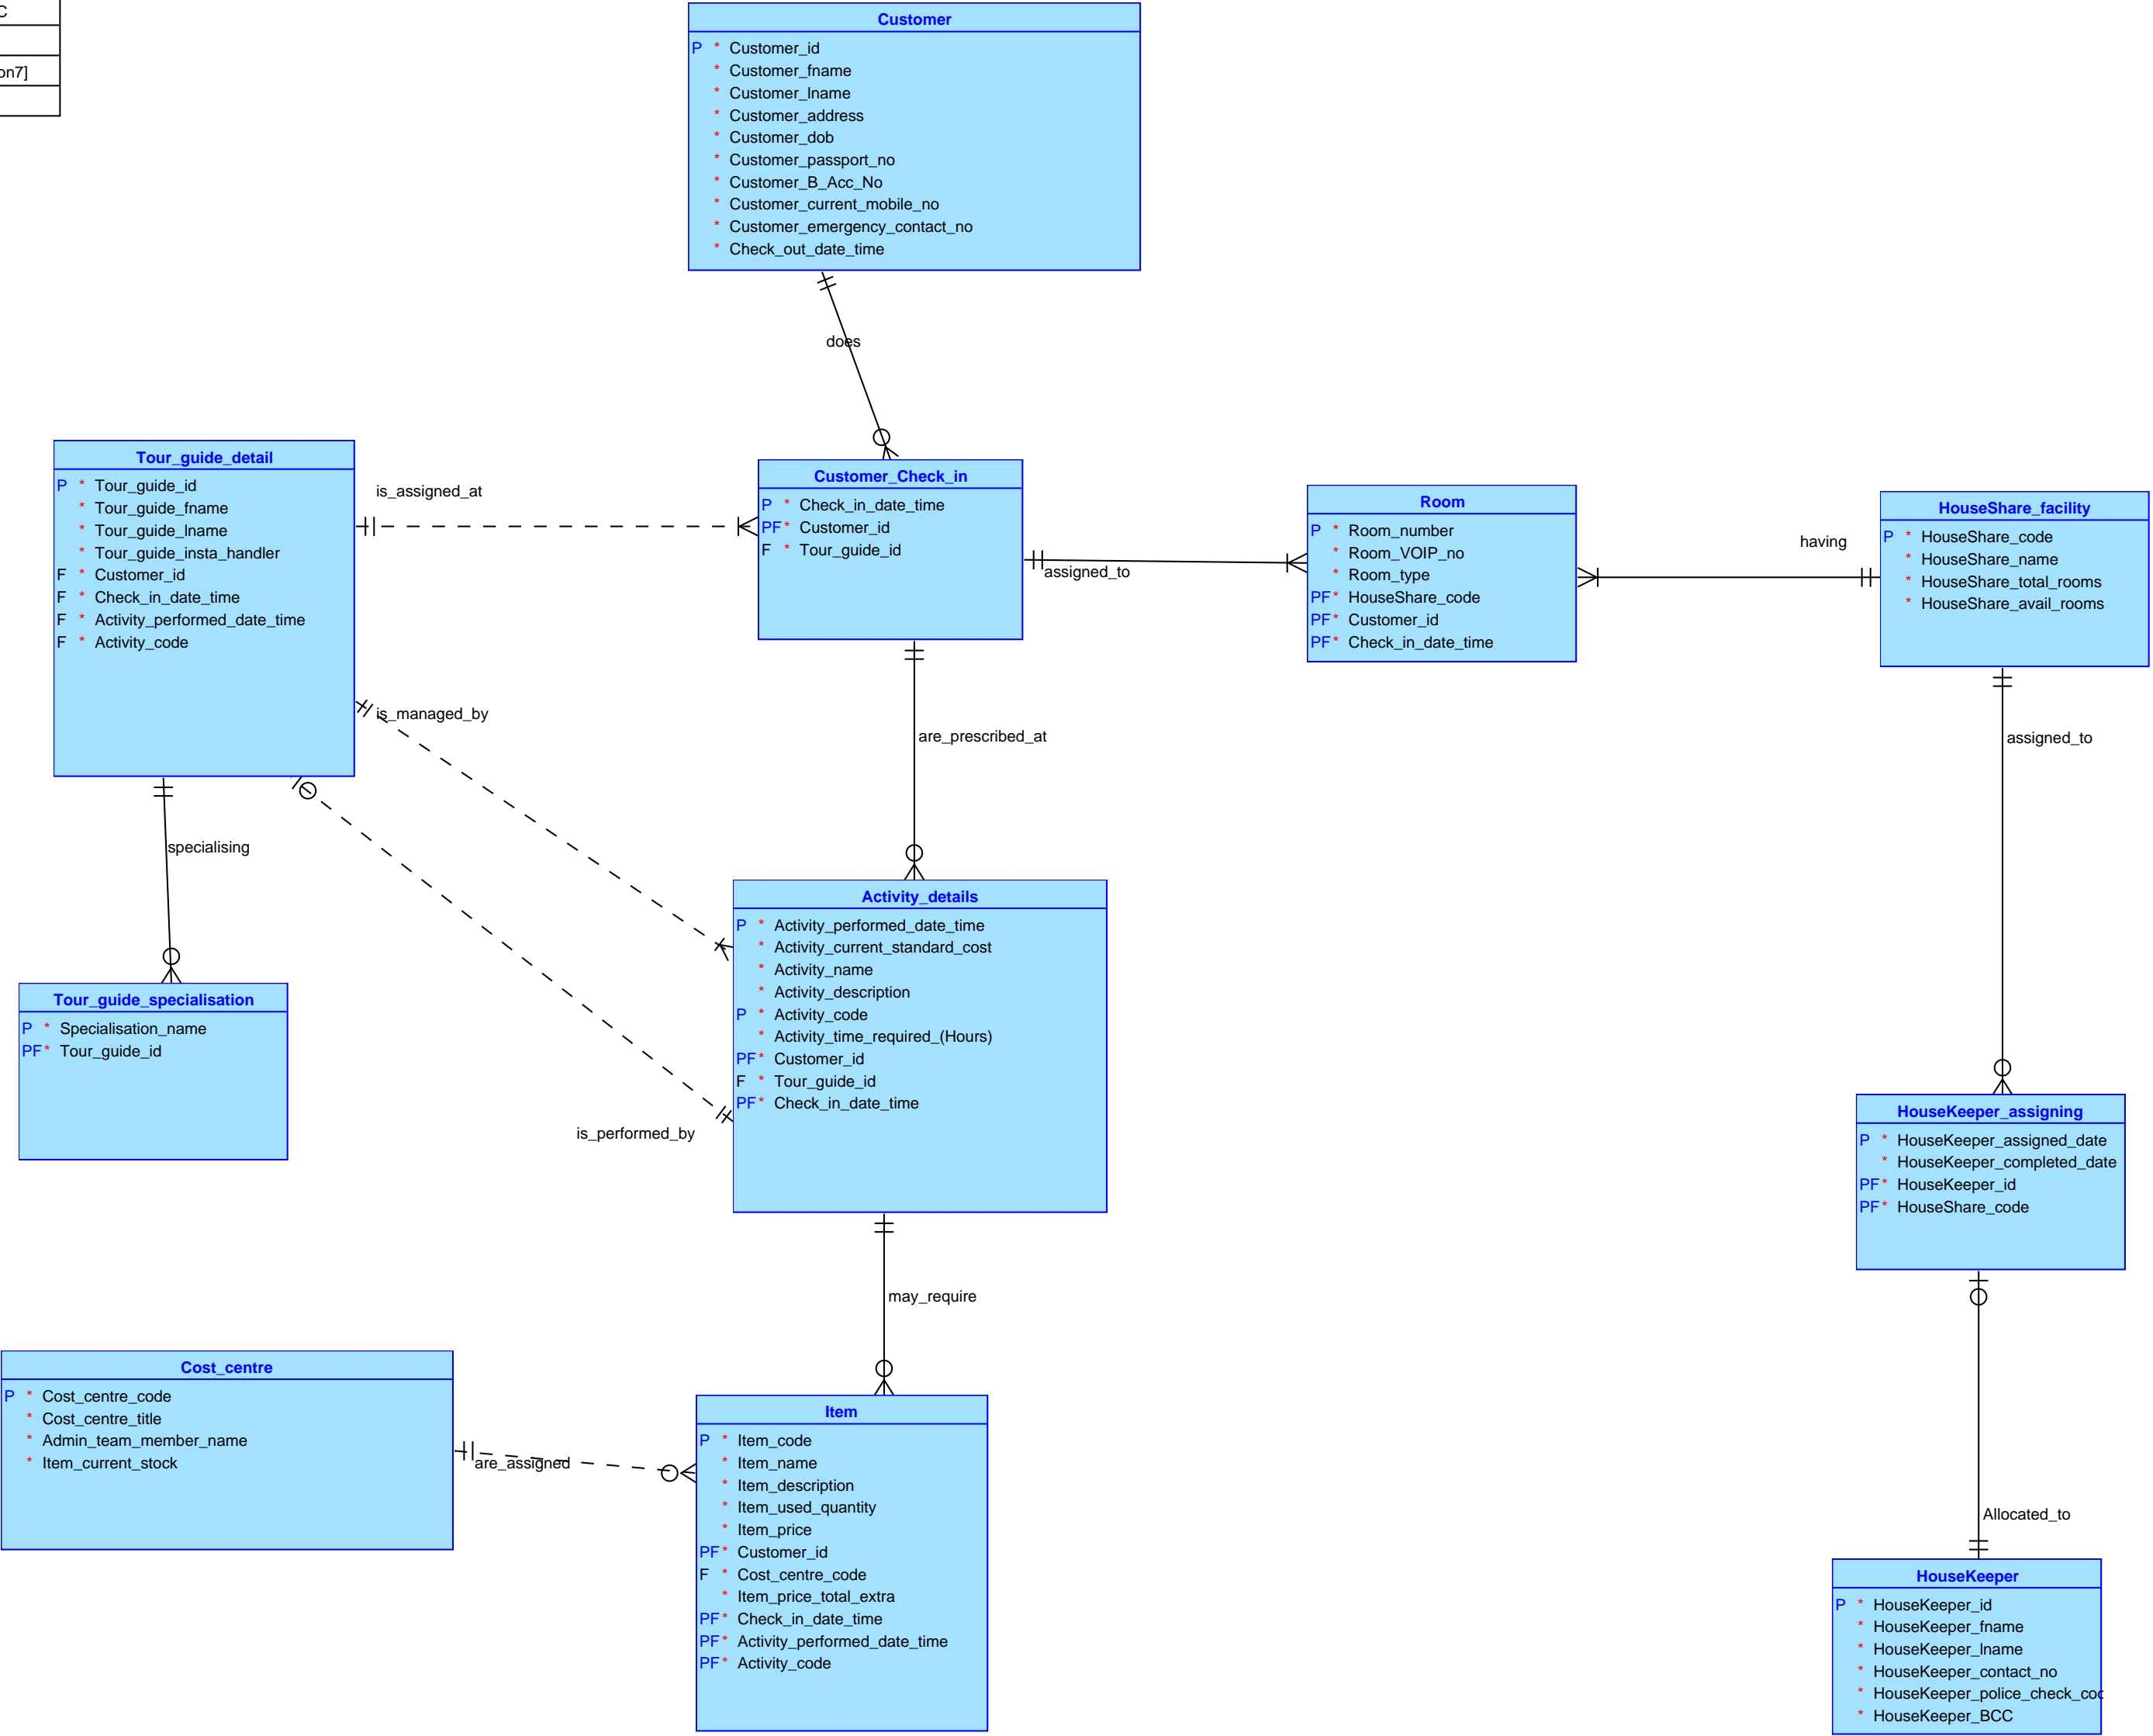 C
on7]
Customer
P * Customer_id
* Customer_fname
* Customer_lname
* Customer_address
* Customer_dob
* Customer_passport_no
* Customer_B_Acc_No
* Customer_current_mobile_no
* Customer_emergency_contact_no
* Check_out_date_time
does
Tour_guide_detail
P * Tour_guide_id
* Tour_guide_fname
* Tour_guide_lname
* Tour_guide_insta_handler
F * Customer_id
F * Check_in_date_time
F * Activity_performed_date_time
F * Activity_code
is_assigned_at
Customer_Check_in
P * Check_in_date_time
PF * Customer_id
F * Tour_guide_id
assigned_to
Room
P * Room_number
* Room_VOIP_no
* Room_type
PF * HouseShare_code
PF * Customer_id
PF * Check_in_date_time
having
HouseShare_facility
P * HouseShare_code
* HouseShare_name
* HouseShare_total_rooms
* HouseShare_avail_rooms
is_managed_by
are_prescribed_at
assigned_to
specialising
Activity_details
P * Activity_performed_date_time
* Activity_current_standard_cost
* Activity_name
* Activity_description
P * Activity_code
* Activity_time_required_(Hours)
PF * Customer_id
F * Tour_guide_id
PF * Check_in_date_time
is_performed_by
Tour_guide_specialisation
P * Specialisation_name
PF * Tour_guide_id
HouseKeeper_assigning
P * HouseKeeper_assigned_date
* HouseKeeper_completed_date
PF * HouseKeeper_id
PF * HouseShare_code
may_require
Cost_centre
P * Cost_centre_code
* Cost_centre_title
* Admin_team_member_name
* Item_current_stock
are_assigned
Item
P * Item_code
* Item_name
* Item_description
* Item_used_quantity
* Item_price
PF * Customer_id
F * Cost_centre_code
* Item_price_total_extra
PF * Check_in_date_time
PF * Activity_performed_date_time
PF * Activity_code
Allocated_to
HouseKeeper
P * HouseKeeper_id
* HouseKeeper_fname
* HouseKeeper_lname
* HouseKeeper_contact_no
* HouseKeeper_police_check_coc
* HouseKeeper_BCC